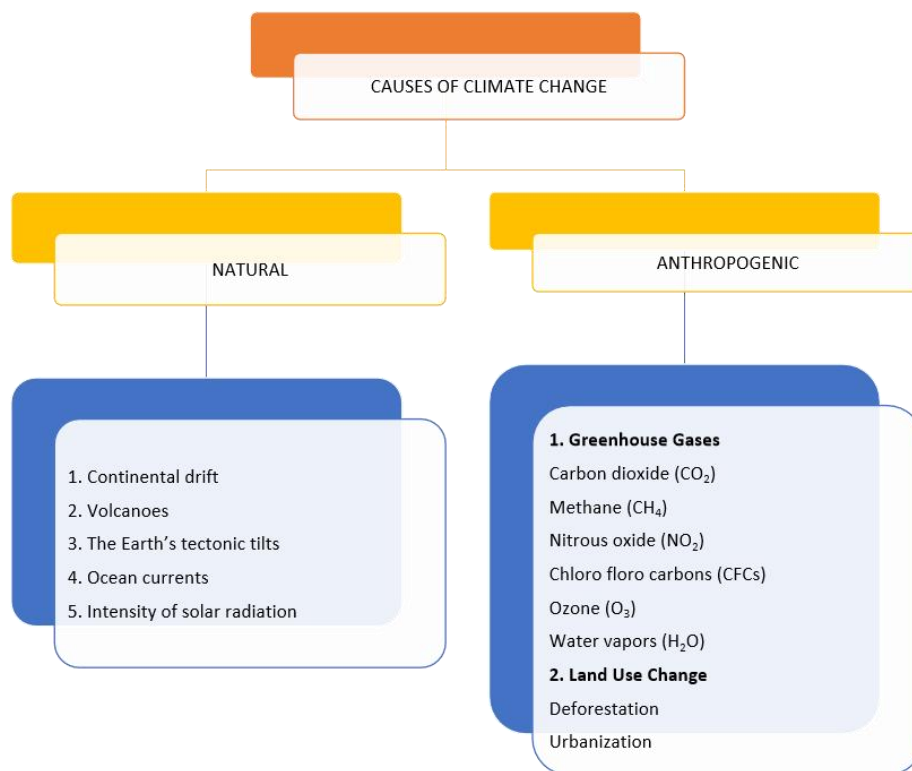 CAUSES OF CLIMATE CHANGE
NATURAL
1. Continental drift
2. Volcanoes
3. The Earth’s tectonic tilts
4. Ocean currents
5. Intensity of solar radiation
ANTHROPOGENIC
1. Greenhouse Gases
Carbon dioxide (CO₂)
Methane (CH₄)
Nitrous oxide (NO₂)
Chloro floro carbons (CFCs)
Ozone (O₃)
Water vapors (H₂O)
2. Land Use Change
Deforestation
Urbanization